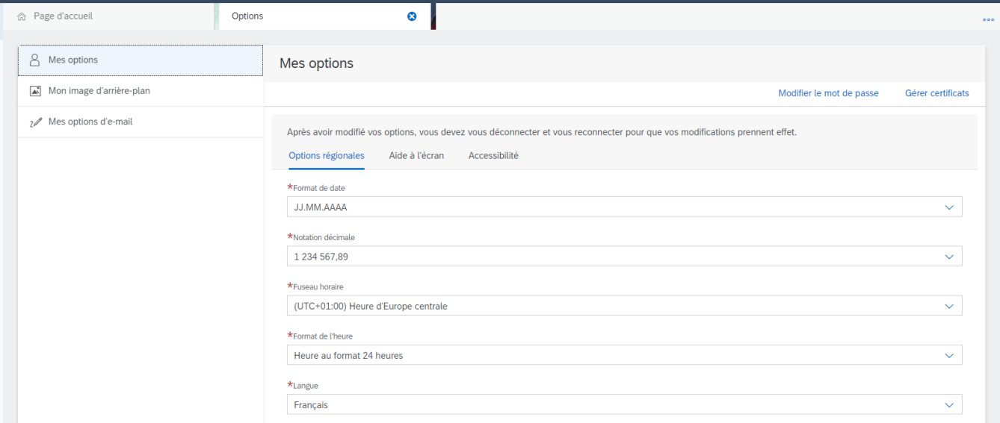 Page d'accueil
Options
Mes options
Mon image d'arrière-plan
Mes options d'e-mail
Mes options
Modifier le mot de passe
Gérer certificats
Après avoir modifié vos options, vous devez vous déconnecter et vous reconnecter pour que vos modifications prennent effet.
Options régionales
Aide à l'écran
Accessibilité
*Format de date
JJ.MM.AAAA
*Notation décimale
1 234 567,89
*Fuseau horaire
(UTC+01:00) Heure d'Europe centrale
*Format de l'heure
Heure au format 24 heures
*Langue
Français